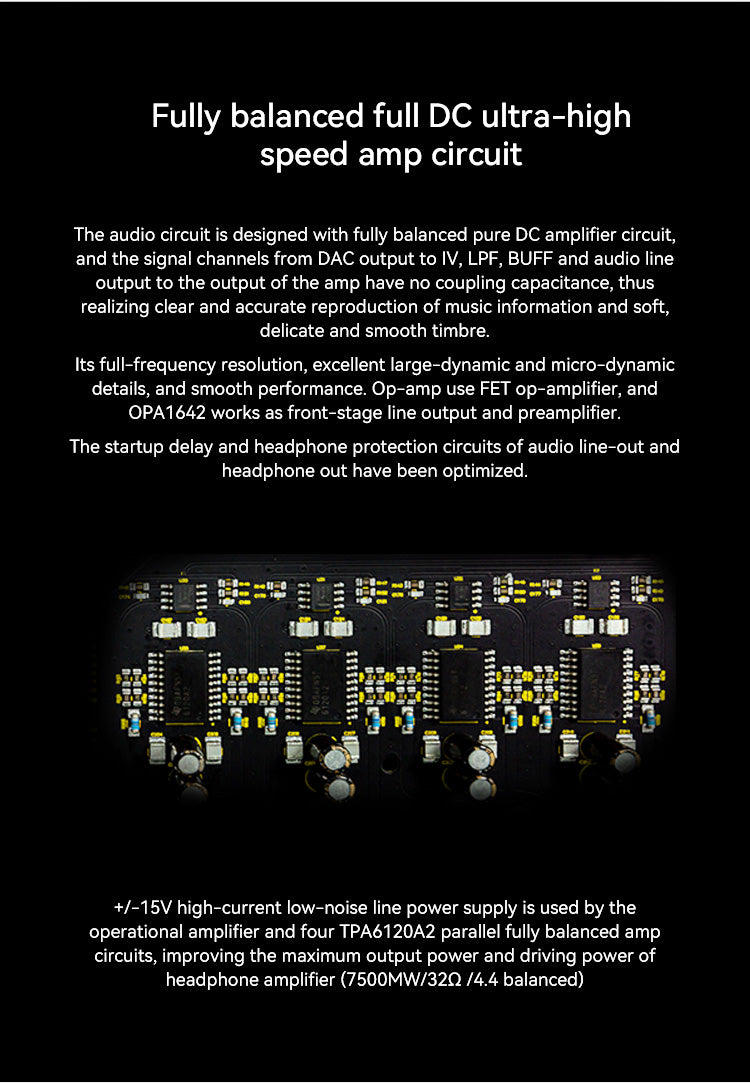 Fully balanced full DC ultra-high
speed amp circuit
The audio circuit is designed with fully balanced pure DC amplifier circuit,
and the signal channels from DAC output to IV, LPF, BUFF and audio line
output to the output of the amp have no coupling capacitance, thus
realizing clear and accurate reproduction of music information and soft,
delicate and smooth timbre.
Its full-frequency resolution, excellent large-dynamic and micro-dynamic
details, and smooth performance. Op-amp use FET op-amplifier, and
OPA1642 works as front-stage line output and preamplifier.
The startup delay and headphone protection circuits of audio line-out and
headphone out have been optimized.
+/-15V high-current low-noise line power supply is used by the
operational amplifier and four TPA6120A2 parallel fully balanced amp
circuits, improving the maximum output power and driving power of
headphone amplifier (7500MW/32Ω /4.4 balanced)